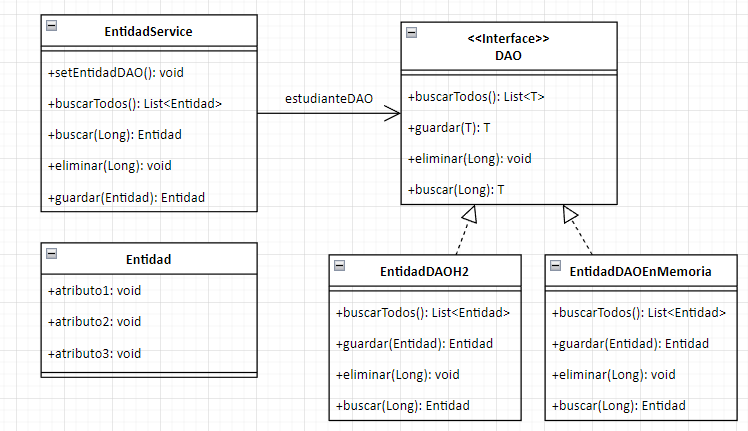 EntidadService
+setEntidadDAO(): void
+buscarTodos(): List<Entidad>
+buscar(Long): Entidad
+eliminar(Long): void
+guardar(Entidad): Entidad
estudianteDAO
<<Interface>>
DAO
+buscarTodos(): List<T>
+guardar(T): T
+eliminar(Long): void
+buscar(Long): T
Entidad
+atributo1: void
+atributo2: void
+atributo3: void
EntidadDAOH2
+buscarTodos(): List<Entidad>
+guardar(Entidad): Entidad
+eliminar(Long): void
+buscar(Long): Entidad
EntidadDAOEnMemoria
+buscarTodos(): List<Entidad>
+guardar(Entidad): Entidad
+eliminar(Long): void
+buscar(Long): Entidad